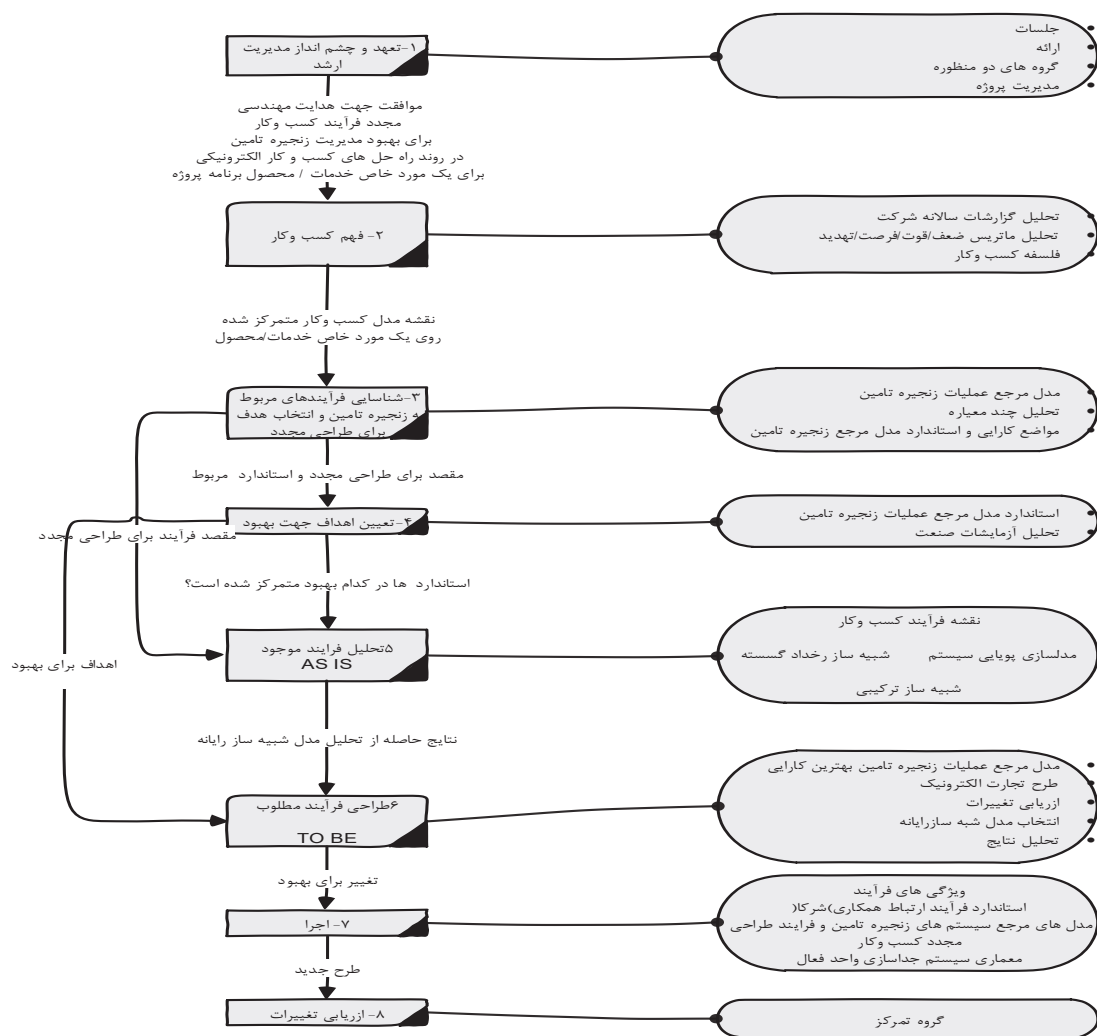 ۱-تعهد و چشم انداز مدیریت
ارشد
• جلسات
• ارائه
• گروه های دو منظوره
• مدیریت پروژه
موافقت جهت هدایت مهندسی
مجدد فرآیند کسب وکار
برای بهبود مدیریت زنجیره تامین
در روند راه حل های کسب و کار الکترونیکی
برای یک مورد خاص خدمات / محصول برنامه پروژه
۲- فهم کسب وکار
• تحلیل گزارشات سالانه شرکت
• تحلیل ماتریس ضعف/قوت/فرصت/تهدید
• فلسفه کسب وکار
نقشه مدل کسب وکار متمرکز شده
روی یک مورد خاص خدمات/محصول
۳-شناسایی فرآیندهای مربوط
به زنجیره تامین و انتخاب هدف
برای طراحی مجدد
• مدل مرجع عملیات زنجیره تامین
• تحلیل چند معیاره
• مواضع کارایی و استاندارد مدل مرجع زنجیره تامین
مقصد برای طراحی مجدد و استاندارد مربوط
۴-تعیین اهداف جهت بهبود
• استاندارد مدل مرجع عملیات زنجیره تامین
• تحلیل آزمایشات صنعت
مقصد فرآیند برای طراحی مجدد
استاندارد ها در کدام بهبود متمرکز شده است؟
۵تحلیل فرایند موجود
AS IS
نقشه فرآیند کسب وکار
مدلسازی پویایی سیستم شبیه ساز رخداد گسسته
شبیه ساز ترکیبی
اهداف برای بهبود
نتایج حاصله از تحلیل مدل شبیه ساز رایانه
۶طراحی فرآیند مطلوب
TO BE
• مدل مرجع عملیات زنجیره تامین بهترین کارایی
• طرح تجارت الکترونیک
• ازریابی تغییرات
• انتخاب مدل شبه سازرایانه
• تحلیل نتایج
تغییر برای بهبود
۷- اجرا
ویژگی های فرآیند
استاندارد فرآیند ارتباط همکاری)شرکا(
مدل های مرجع سیستم های زنجیره تامین و فرایند طراحی
مجدد کسب وکار
معماری سیستم جداسازی واحد فعال
طرح جدید
۸- ازریابی تغییرات
گروه تمرکز